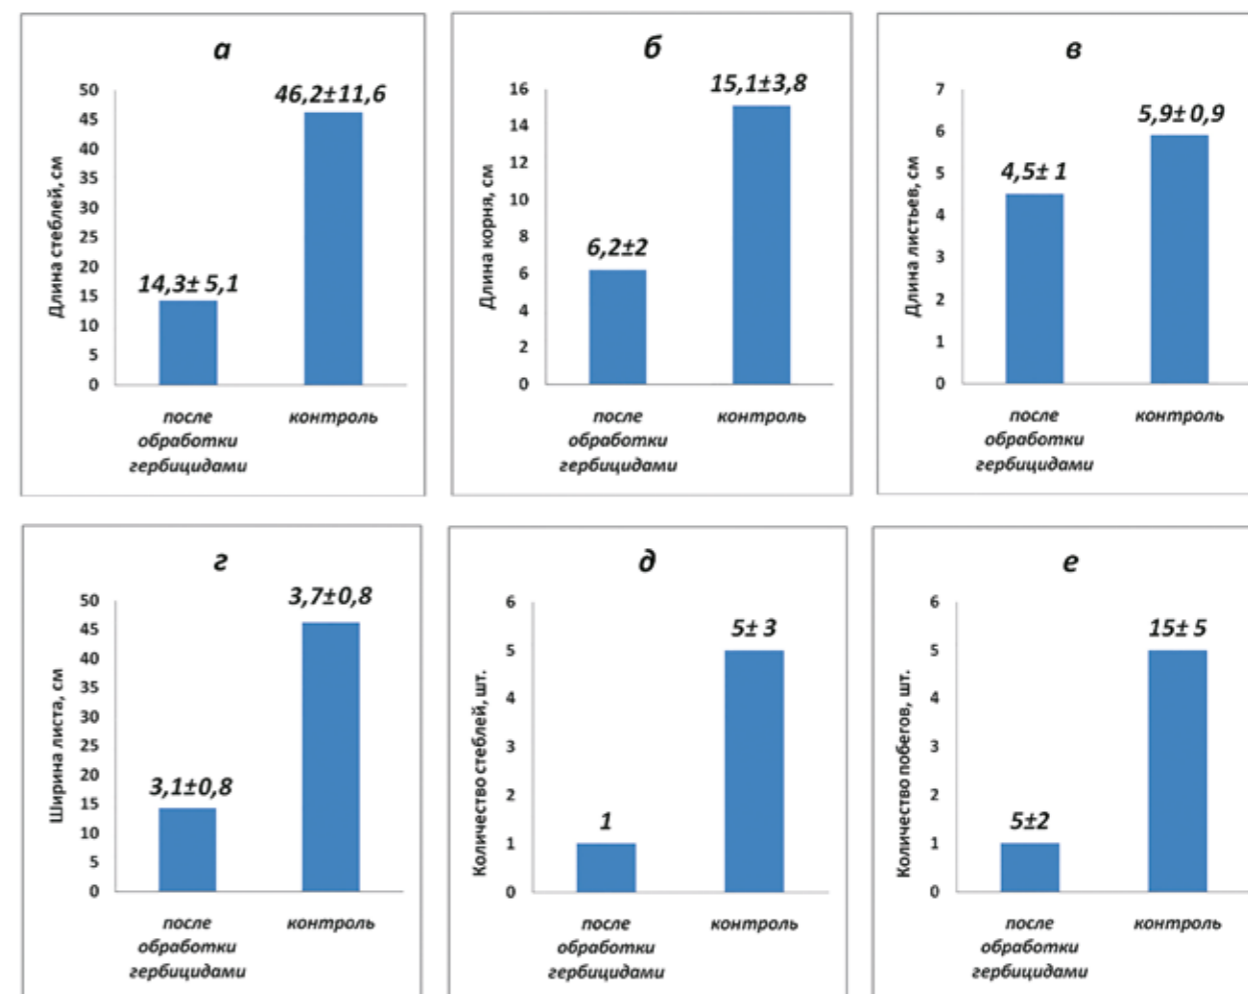 а
46,2±11,6
14,3± 5,1
Длина стеблей, см
50
45
40
35
30
25
20
15
10
5
0
после
обработки
гербицидами
контроль
б
15,1±3,8
6,2±2
Длина корня, см
16
14
12
10
8
6
4
2
0
после
обработки
гербицидами
контроль
в
5,9± 0,9
4,5± 1
Длина листьев, см
7
6
5
4
3
2
1
0
после
обработки
гербицидами
контроль
г
3,7±0,8
3,1±0,8
Ширина листа, см
50
45
40
35
30
25
20
15
10
5
0
после
обработки
гербицидами
контроль
д
5± 3
1
Количество стеблей, шт.
6
5
4
3
2
1
0
после
обработки
гербицидами
контроль
е
15± 5
5±2
Количество побегов, шт.
6
5
4
3
2
1
0
после
обработки
гербицидами
контроль